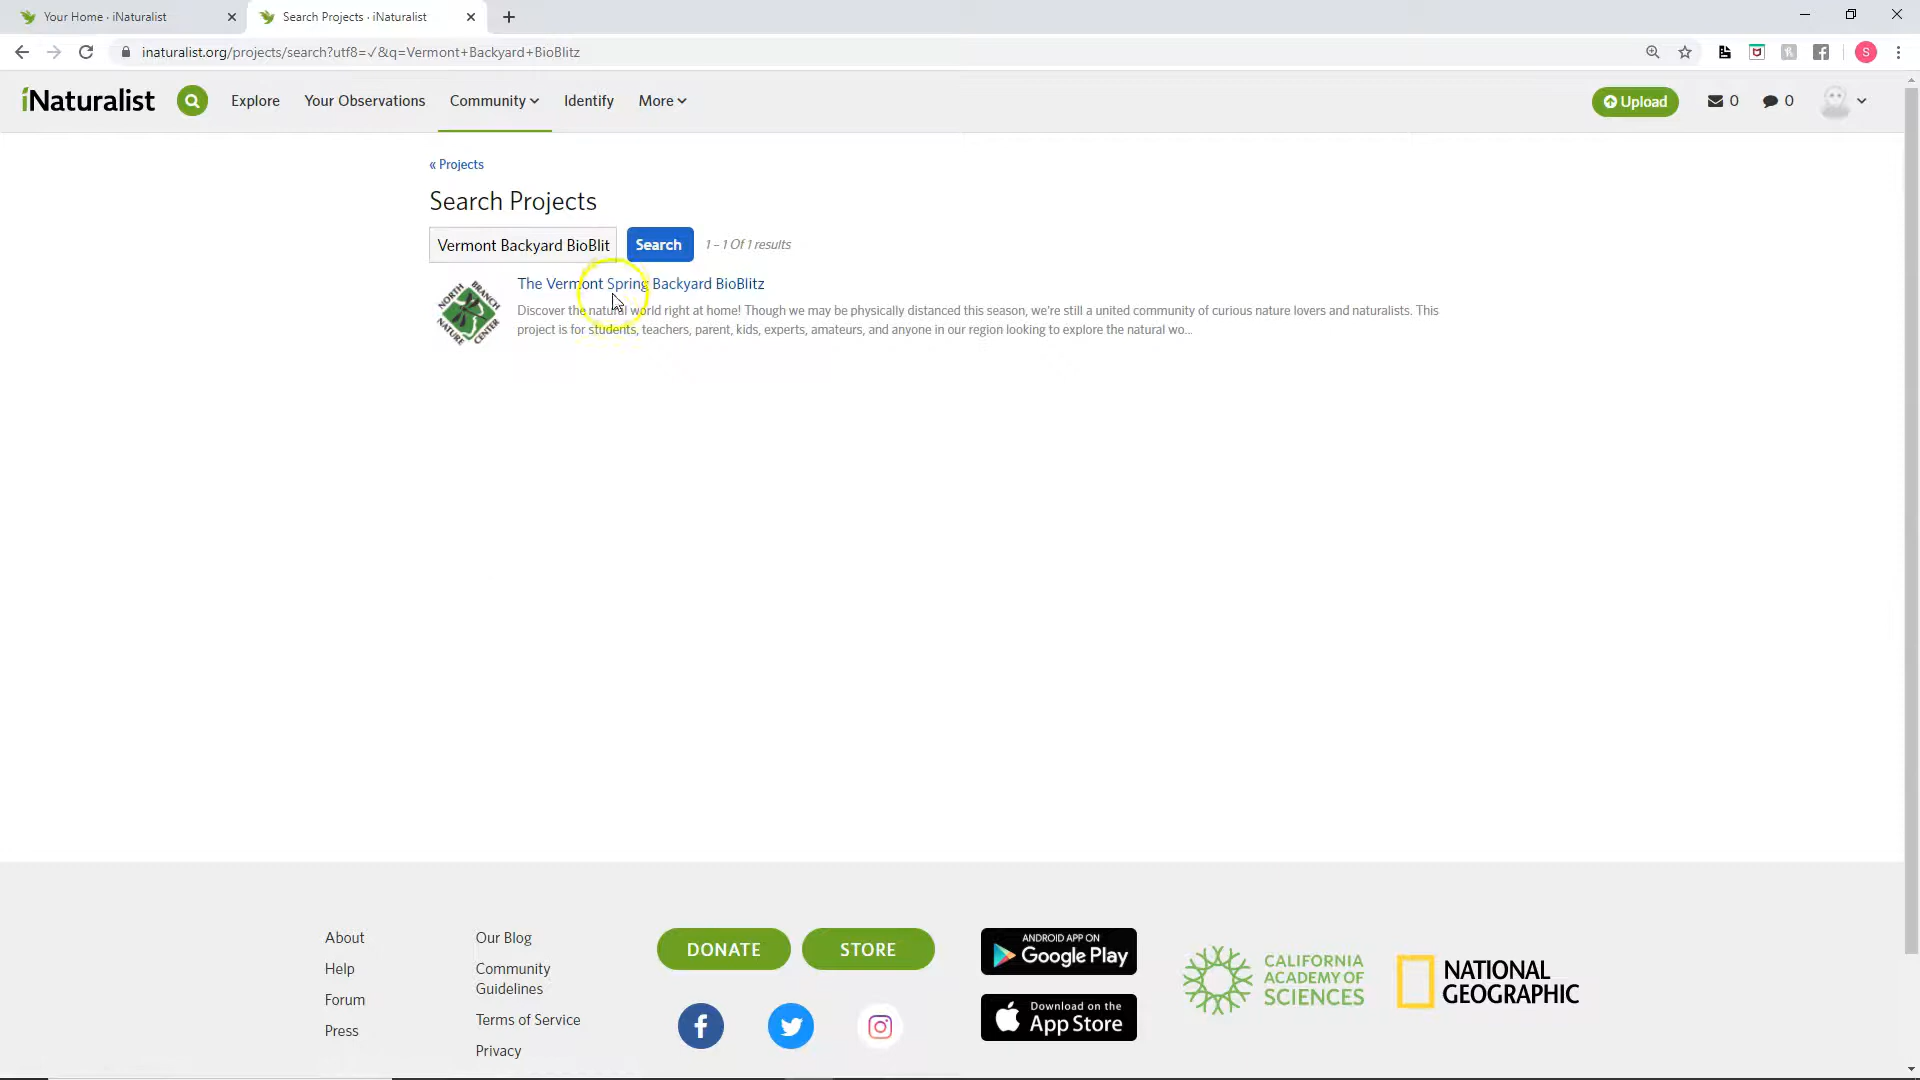 Your Home · iNaturalist
Search Projects · iNaturalist
inaturalist.org/projects/search?utf8=✓&q=Vermont+Backyard+BioBlitz
S
iNaturalist
Explore
Your Observations
Community
Identify
More
Upload
0
0
« Projects
Search Projects
Vermont Backyard BioBlit
Search
1 – 1 Of 1 results
NORTH BRANCH NATURE CENTER
The Vermont Spring Backyard BioBlitz
Discover the natural world right at home! Though we may be physically distanced this season, we're still a united community of curious nature lovers and naturalists. This
project is for students, teachers, parent, kids, experts, amateurs, and anyone in our region looking to explore the natural wo...
About
Help
Forum
Press
Our Blog
Community
Guidelines
Terms of Service
Privacy
DONATE
STORE
ANDROID APP ON
Google Play
Download on the
App Store
CALIFORNIA
ACADEMY OF
SCIENCES
NATIONAL
GEOGRAPHIC